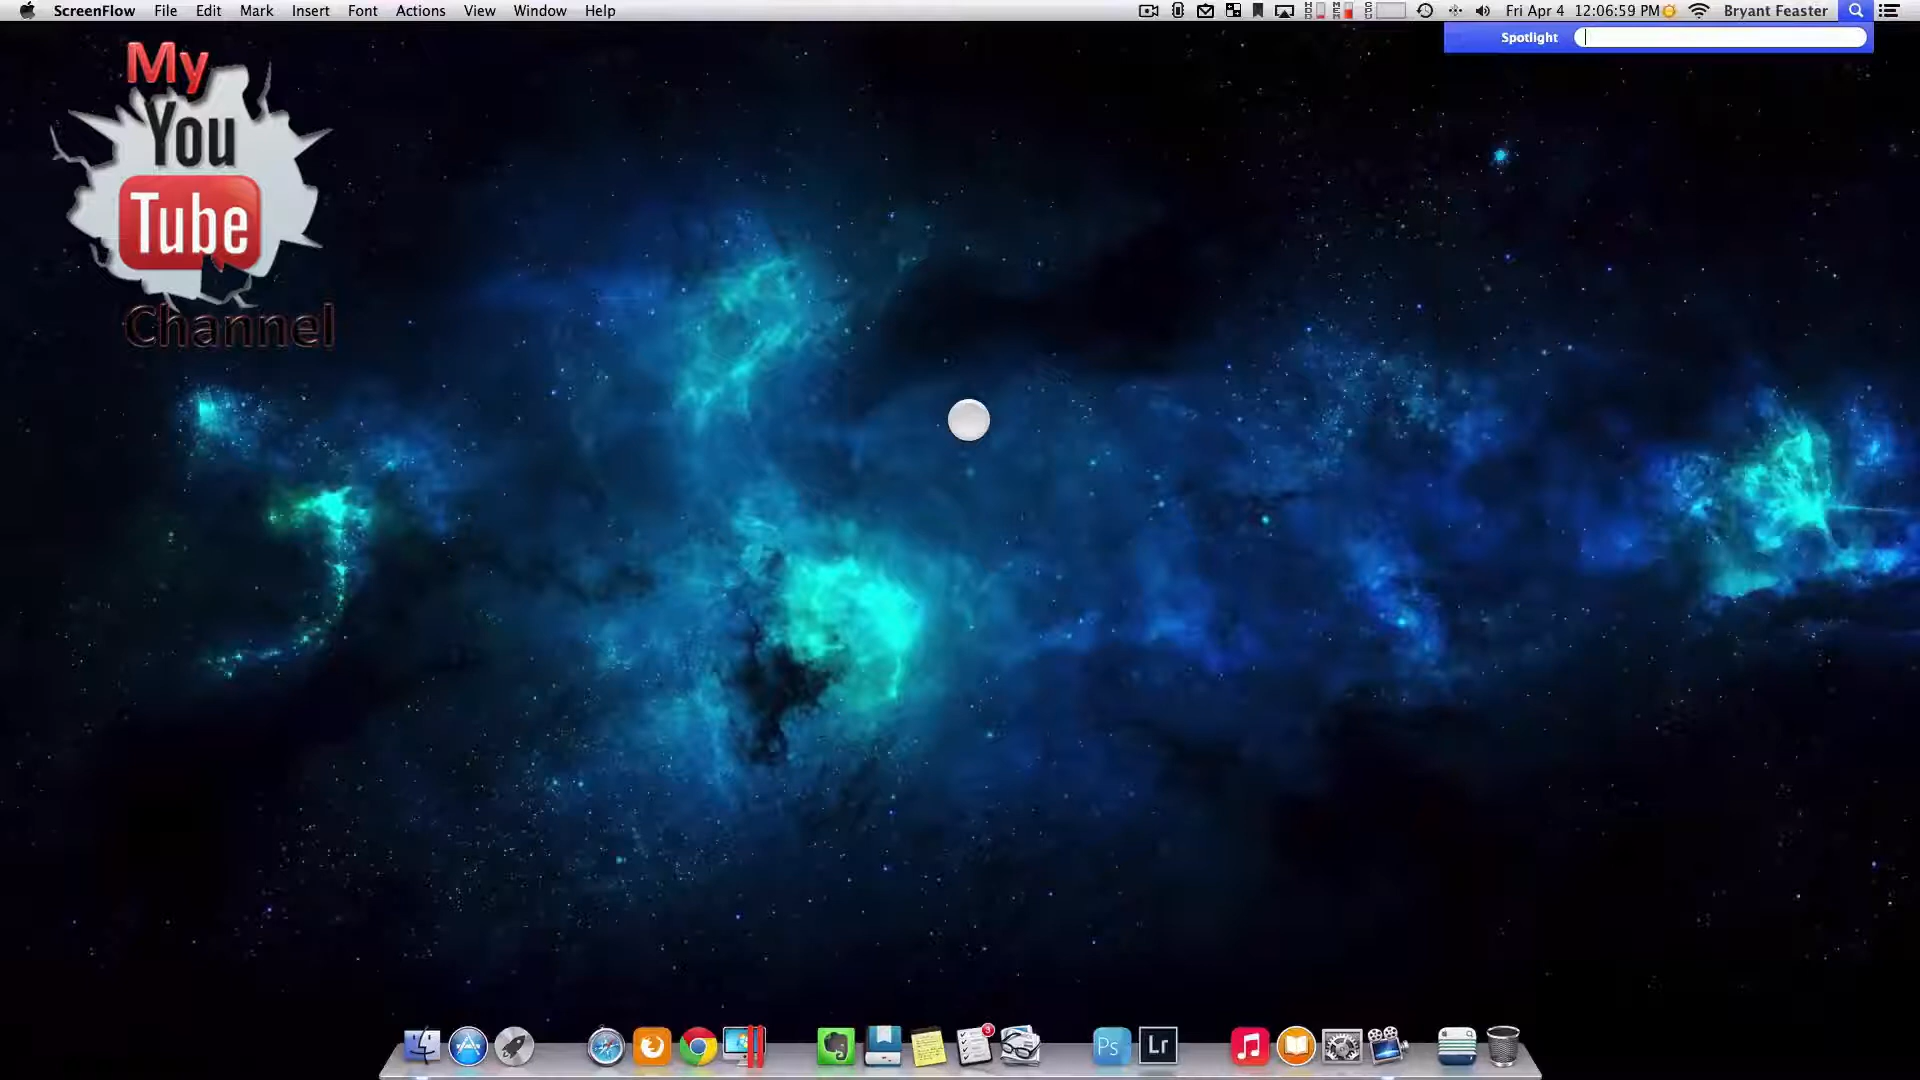 ScreenFlow File Edit Mark Insert Font Actions View Window Help Fri Apr 4 12:06:59 PM Bryant Feaster
Spotlight
My
You
Tube
Channel
3
Ps
Lr